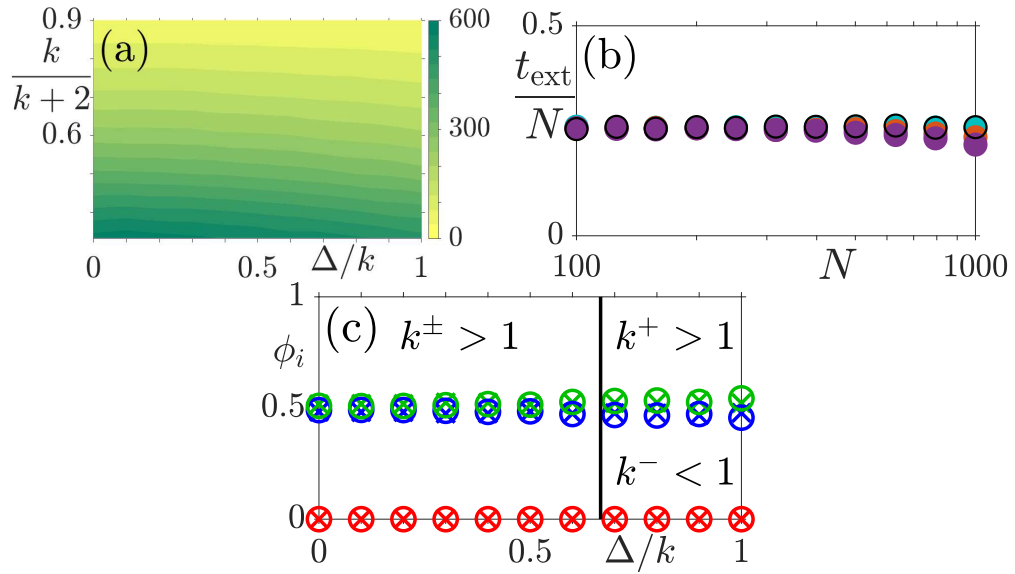 0.9
k
k + 2
0.6
(a)
600
300
0
0
0.5
Δ/k
1
0.5
t_ext
N
0
(b)
100
N
1000
1
ϕ_i
0.5
0
(c)
k^± > 1
k^+ > 1
k^− < 1
0
0.5
Δ/k
1